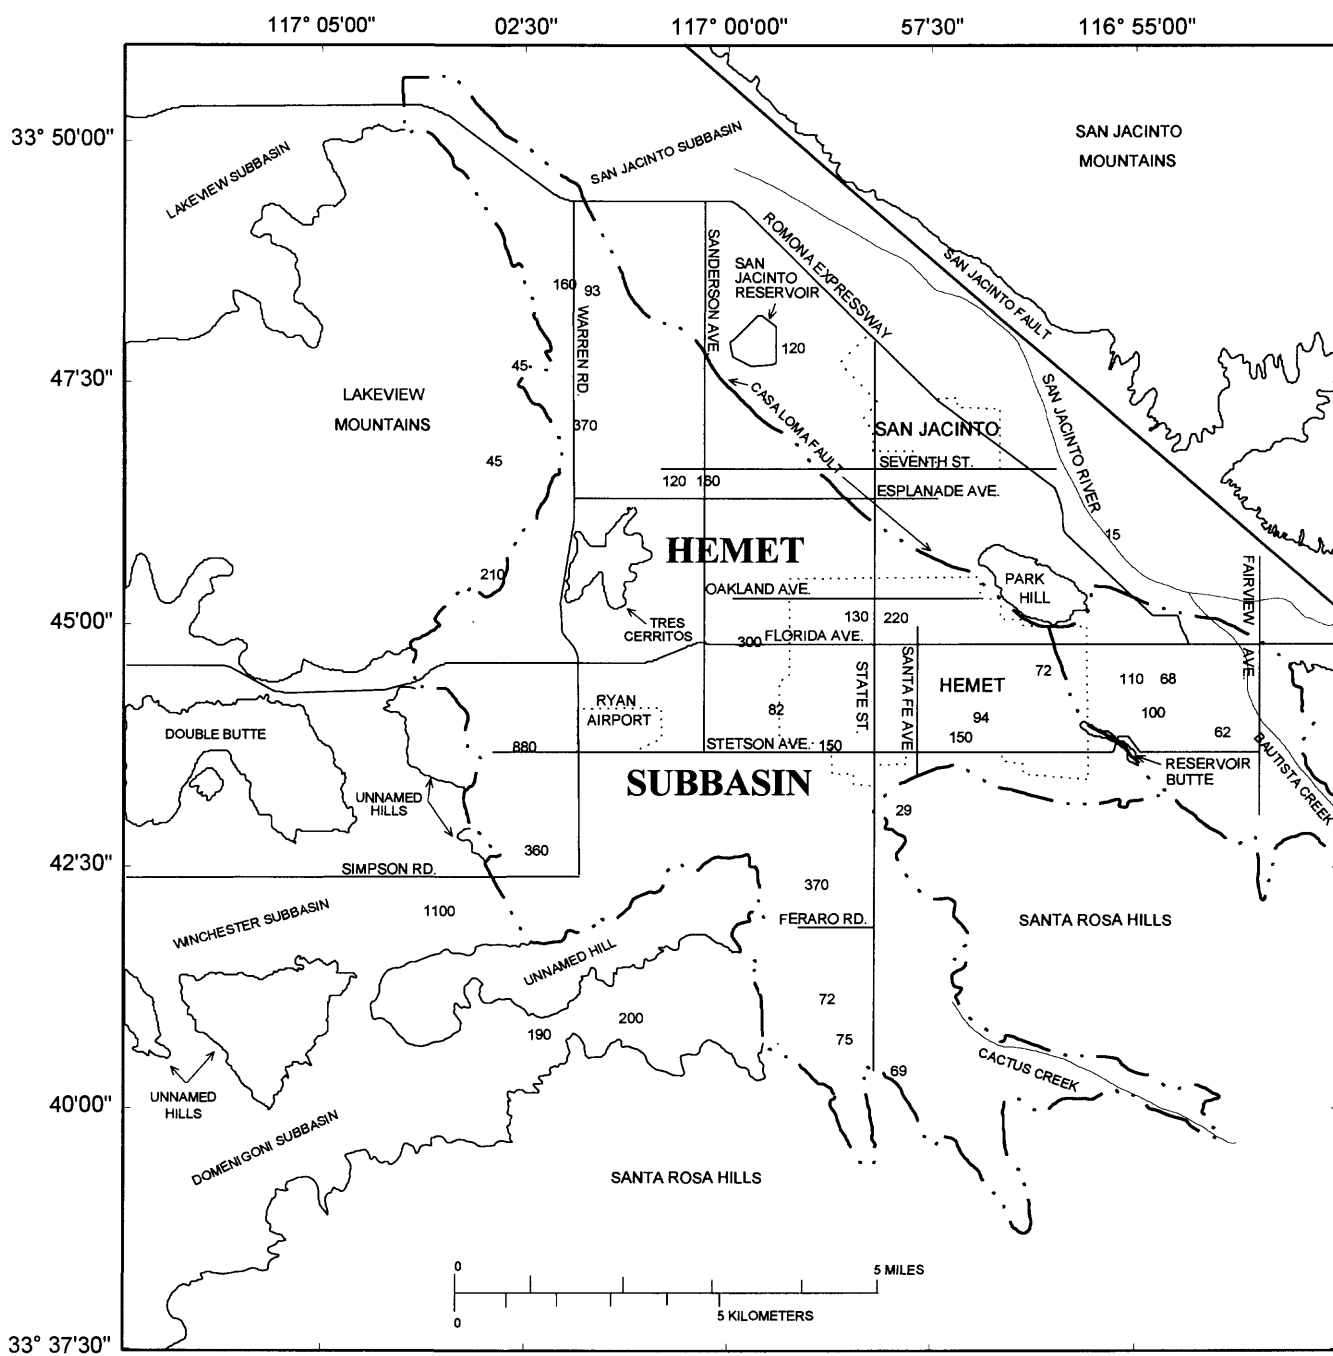 117° 05'00"
02'30"
117° 00'00"
57'30"
116° 55'00"
33° 50'00"
SAN JACINTO
MOUNTAINS
LAKEVIEW SUBBASIN
SAN JACINTO SUBBASIN
ROMONA EXPRESSWAY
SANDERSON AVE.
SAN
JACINTO
RESERVOIR
SAN JACINTO FAULT
160
93
WARREN RD.
120
47'30"
45
LAKEVIEW
MOUNTAINS
CASA LOMA FAULT
SAN JACINTO RIVER
370
SAN JACINTO
45
SEVENTH ST.
120
160
ESPLANADE AVE.
15
HEMET
210
PARK
HILL
FAIRVIEW
AVE.
OAKLAND AVE.
45'00"
TRES
CERRITOS
130
220
300
FLORIDA AVE.
STATE ST.
SANTA FE AVE
72
110
68
HEMET
RYAN
AIRPORT
82
94
100
DOUBLE BUTTE
62
880
STETSON AVE.
150
150
BAUTISTA CREEK
RESERVOIR
BUTTE
SUBBASIN
UNNAMED
HILLS
29
42'30"
360
SIMPSON RD.
370
1100
WINCHESTER SUBBASIN
FERARO RD.
SANTA ROSA HILLS
UNNAMED HILL
72
200
190
75
CACTUS CREEK
69
UNNAMED
HILLS
40'00"
DOMENIGONI SUBBASIN
SANTA ROSA HILLS
0
5 MILES
5 KILOMETERS
0
33° 37'30"